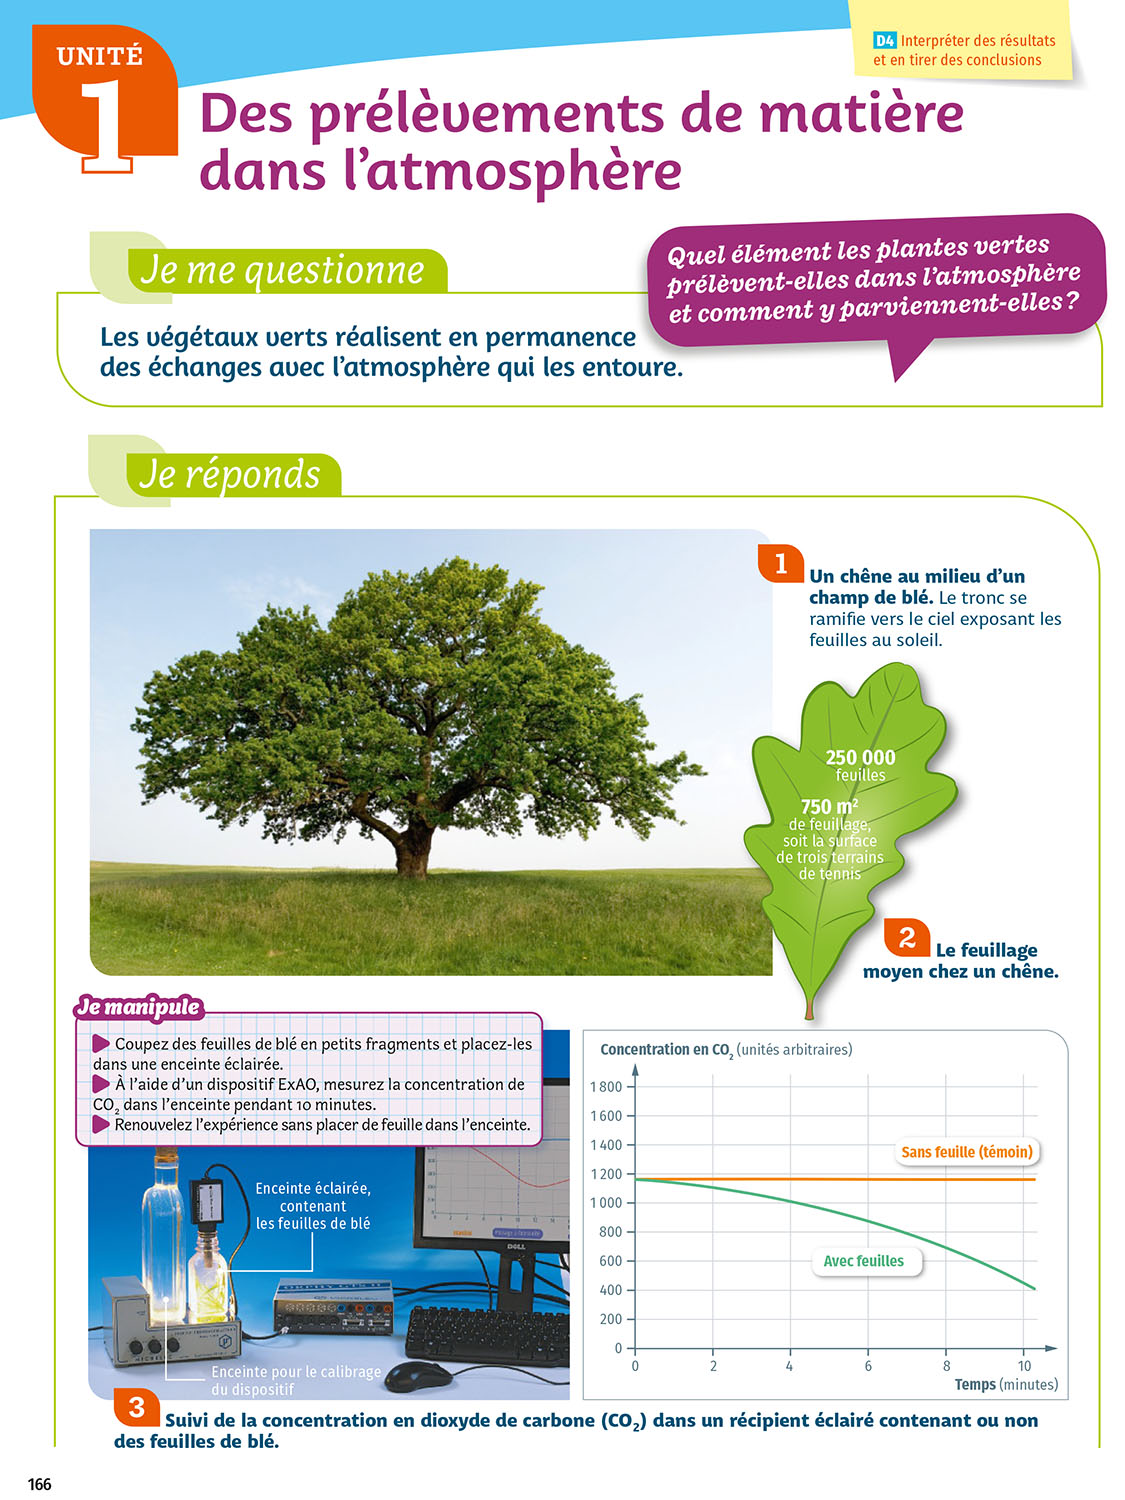 UNITÉ
1
D4 Interpréter des résultats
et en tirer des conclusions
Des prélèvements de matière
dans l'atmosphère
Je me questionne
Quel élément les plantes vertes
prélèvent-elles dans l'atmosphère
et comment y parviennent-elles ?
Les végétaux verts réalisent en permanence
des échanges avec l'atmosphère qui les entoure.
Je réponds
1
Un chêne au milieu d'un
champ de blé. Le tronc se
ramifie vers le ciel exposant les
feuilles au soleil.
250 000
feuilles
750 m²
de feuillage,
soit la surface
de trois terrains
de tennis
2
Le feuillage
moyen chez un chêne.
Je manipule
Coupez des feuilles de blé en petits fragments et placez-les
dans une enceinte éclairée.
À l'aide d'un dispositif ExAO, mesurez la concentration de
CO₂ dans l'enceinte pendant 10 minutes.
Renouvelez l'expérience sans placer de feuille dans l'enceinte.
Enceinte éclairée,
contenant
les feuilles de blé
DELL
Enceinte pour le calibrage
du dispositif
Concentration en CO₂ (unités arbitraires)
1 800
1 600
1 400
1 200
1 000
800
600
400
200
0
Sans feuille (témoin)
Avec feuilles
0 2 4 6 8 10
Temps (minutes)
3
Suivi de la concentration en dioxyde de carbone (CO₂) dans un récipient éclairé contenant ou non
des feuilles de blé.
166